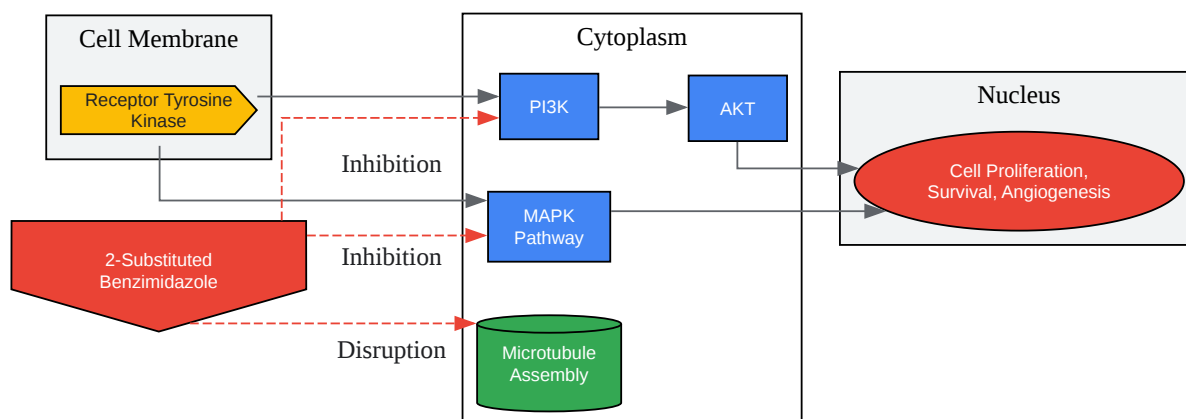 Cell Membrane
Receptor Tyrosine
Kinase
Cytoplasm
PI3K
AKT
Nucleus
Cell Proliferation,
Survival, Angiogenesis
Inhibition
MAPK
Pathway
2-Substituted
Benzimidazole
Inhibition
Disruption
Microtubule
Assembly